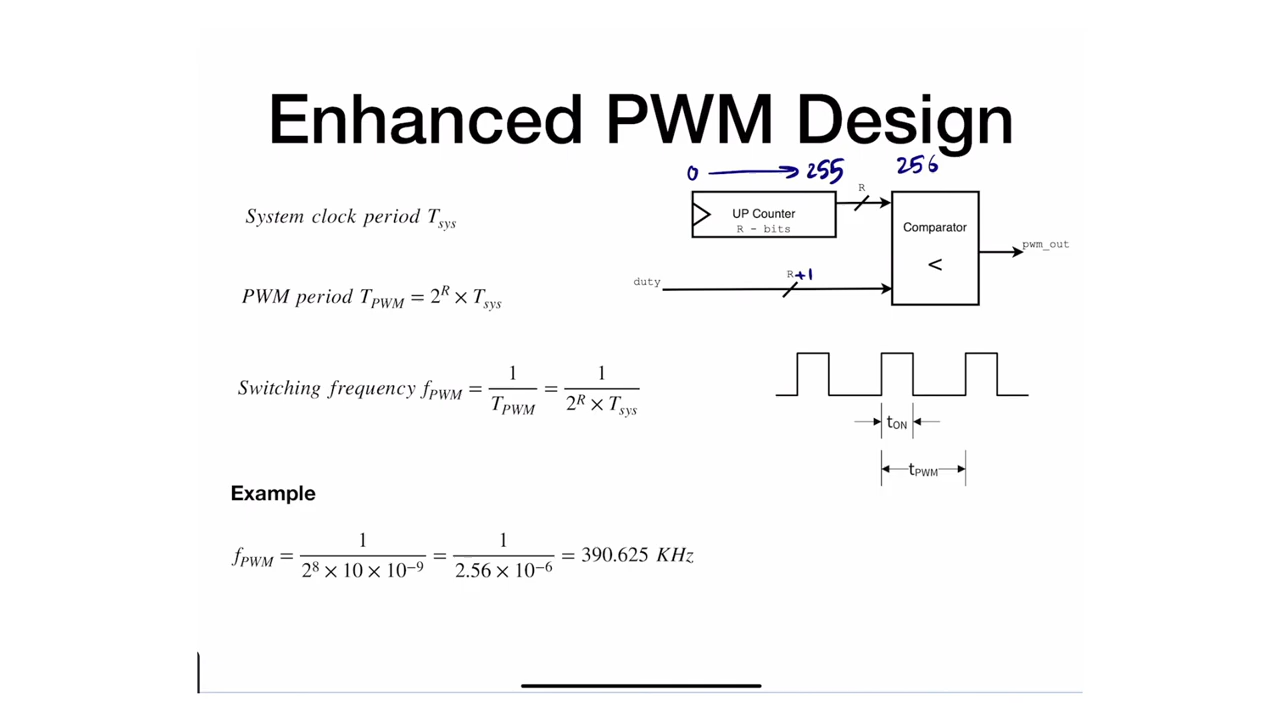 Enhanced PWM Design
0 → 255 256
System clock period T_sys
UP Counter
R - bits
R
Comparator
<
pwm_out
duty
R+1
PWM period T_PWM = 2^R × T_sys
Switching frequency f_PWM = 1 / T_PWM = 1 / (2^R × T_sys)
t_ON
t_PWM
Example
f_PWM = 1 / (2^8 × 10 × 10^−9) = 1 / (2.56 × 10^−6) = 390.625 KHz